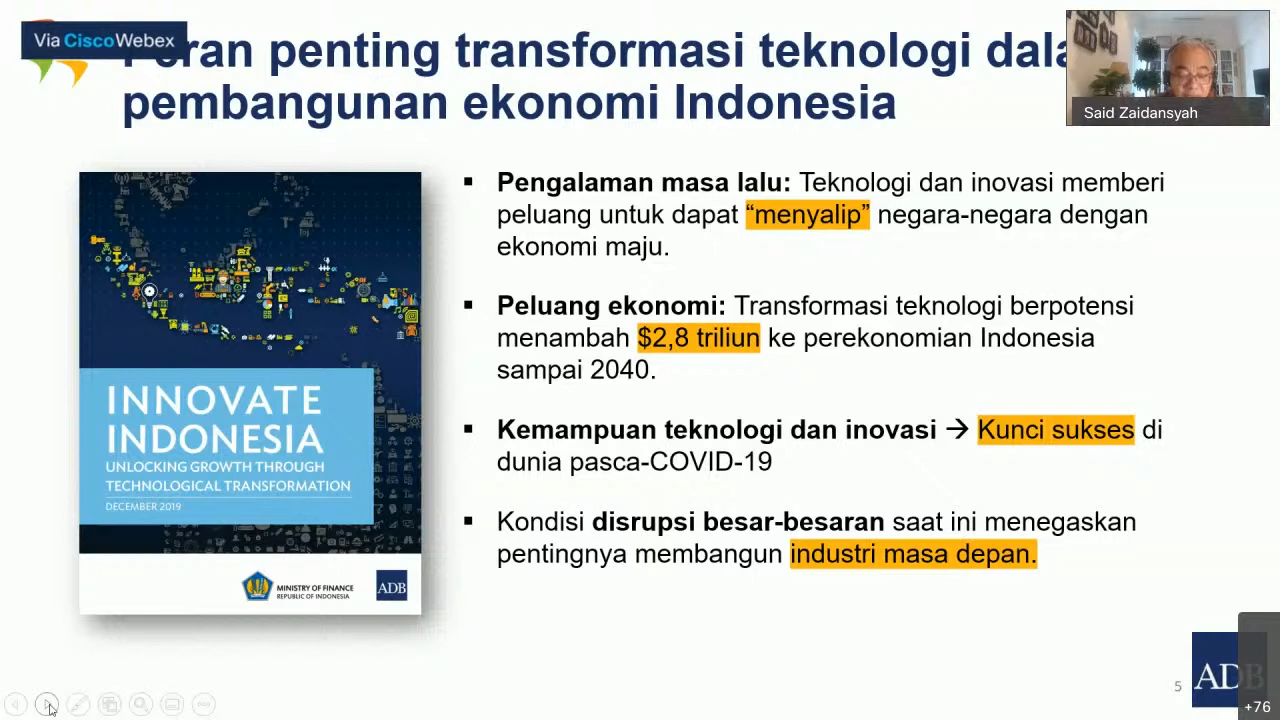 Via CiscoWebex
Peran penting transformasi teknologi
pembangunan ekonomi Indonesia
Said Zaidansyah
INNOVATE
INDONESIA
UNLOCKING GROWTH THROUGH
TECHNOLOGICAL TRANSFORMATION
DECEMBER 2019
MINISTRY OF FINANCE
REPUBLIC OF INDONESIA
ADB
▪ Pengalaman masa lalu: Teknologi dan inovasi memberi
peluang untuk dapat “menyalip” negara-negara dengan
ekonomi maju.
▪ Peluang ekonomi: Transformasi teknologi berpotensi
menambah $2,8 triliun ke perekonomian Indonesia
sampai 2040.
▪ Kemampuan teknologi dan inovasi → Kunci sukses di
dunia pasca-COVID-19
▪ Kondisi disrupsi besar-besaran saat ini menegaskan
pentingnya membangun industri masa depan.
5
ADB
+76